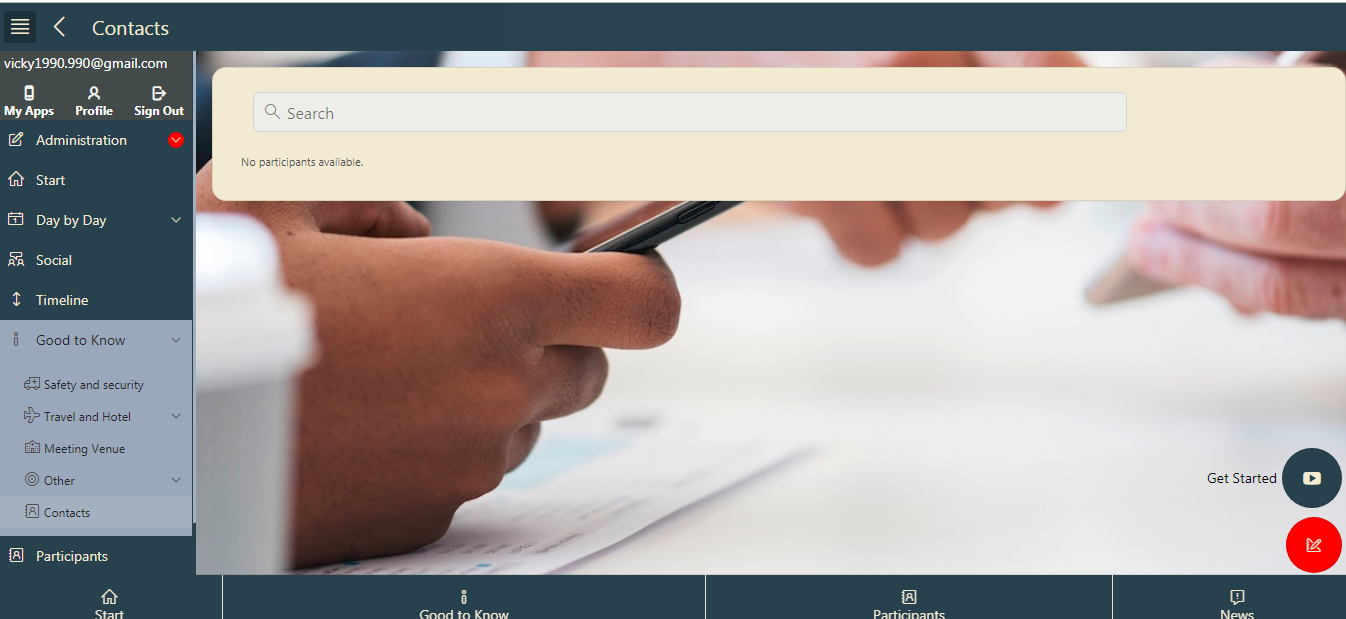 Contacts
vicky1990.990@gmail.com
My Apps Profile Sign Out
Administration
Start
Day by Day
Social
Timeline
Good to Know
Safety and security
Travel and Hotel
Meeting Venue
Other
Contacts
Participants
Search
No participants available.
Get Started
Start Good to Know Participants News